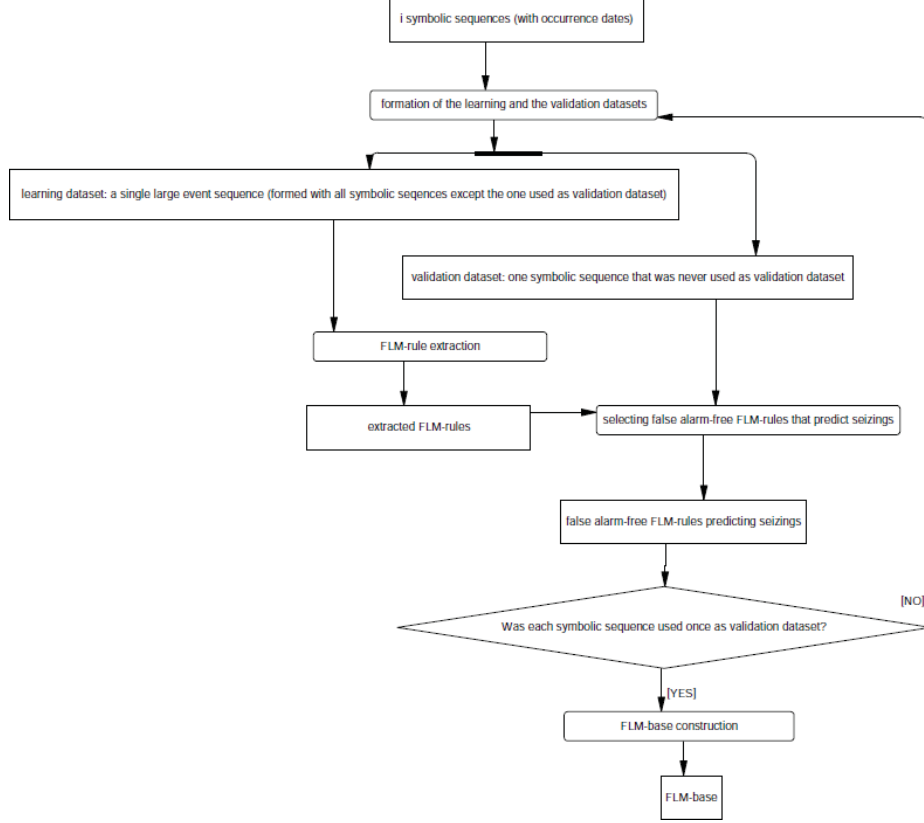 i symbolic sequences (with occurrence dates)
formation of the learning and the validation datasets
learning dataset: a single large event sequence (formed with all symbolic seqences except the one used as validation dataset)
validation dataset: one symbolic sequence that was never used as validation dataset
FLM-rule extraction
extracted FLM-rules
selecting false alarm-free FLM-rules that predict seizings
false alarm-free FLM-rules predicting seizings
[NO]
Was each symbolic sequence used once as validation dataset?
[YES]
FLM-base construction
FLM-base